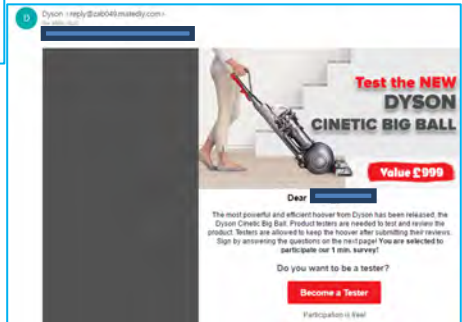 D
Dyson <reply@zab049.matedly.com>
Test the NEW
DYSON
CINETIC BIG BALL
Value £999
Dear
The most powerful and efficient hoover from Dyson has been released, the
Dyson Cinetic Big Ball. Product testers are needed to test and review the
product. Testers are allowed to keep the hoover after submitting their reviews.
Sign by answering the questions on the next page! You are selected to
participate our 1 min. survey!
Do you want to be a tester?
Become a Tester
Participation is free!